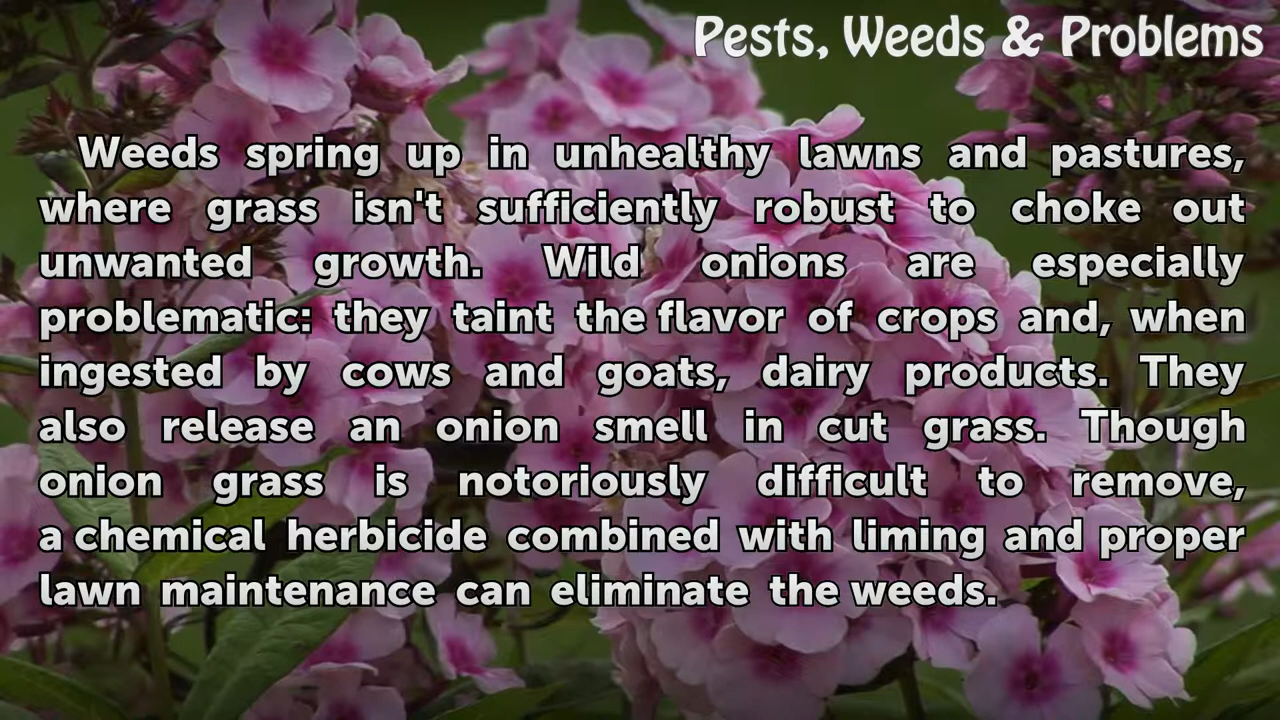 Pests, Weeds & Problems
Weeds spring up in unhealthy lawns and pastures,
where grass isn't sufficiently robust to choke out
unwanted growth. Wild onions are especially
problematic: they taint the flavor of crops and, when
ingested by cows and goats, dairy products. They
also release an onion smell in cut grass. Though
onion grass is notoriously difficult to remove,
a chemical herbicide combined with liming and proper
lawn maintenance can eliminate the weeds.